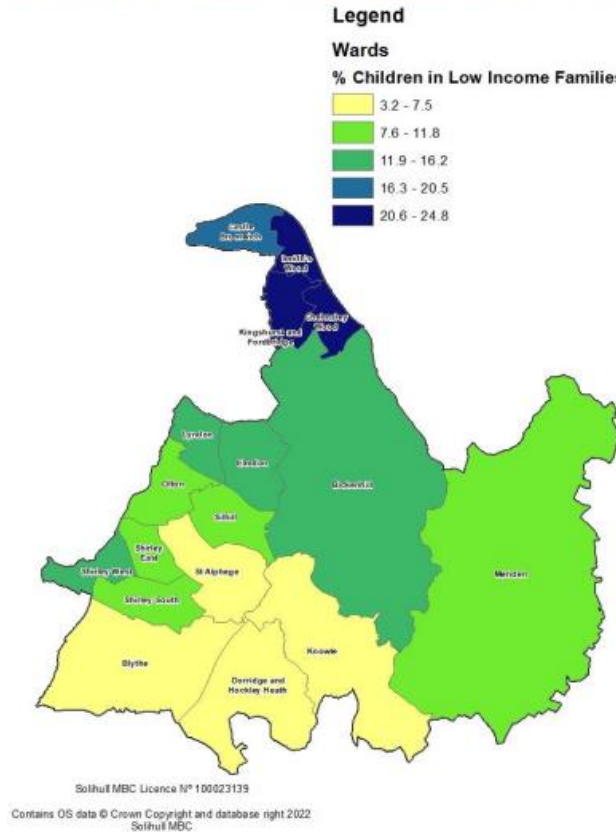 Legend
Wards
% Children in Low Income Families
3.2 - 7.5
7.6 - 11.8
11.9 - 16.2
16.3 - 20.5
20.6 - 24.8
Castle
Bromwich
Smith's
Wood
Chelmsley
Wood
Kingshurst and
Fordbridge
Lyndon
Elmdon
Bickenhill
Olton
Silhill
Shirley
East
Shirley West
St Alphege
Meriden
Shirley South
Knowle
Blythe
Dorridge and
Hockley Heath
Solihull MBC Licence Nº 100023139
Contains OS data © Crown Copyright and database right 2022
Solihull MBC